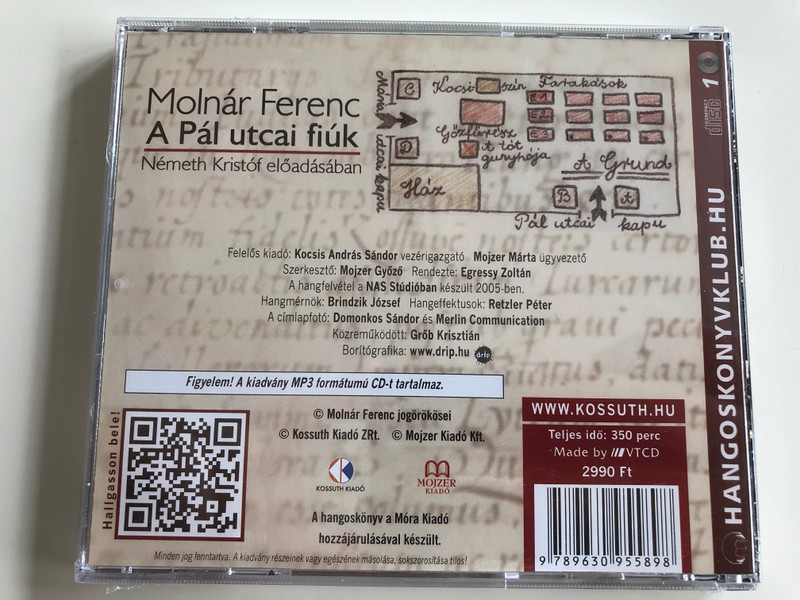 Molnár Ferenc
A Pál utcai fiúk
Németh Kristóf előadásában
Mária
utcai kapu
C
Kocsi szín
Farakások
Gőzfűrész
D
A tót
gunyhója
A Grund
Ház
B
A
Pál utcai kapu
Felelős kiadó: Kocsis András Sándor vezérigazgató Mojzer Márta ügyvezető
Szerkesztő: Mojzer Győző Rendezte: Egressy Zoltán
A hangfelvétel a NAS Stúdióban készült 2005-ben.
Hangmérnök: Brindzik József Hangeffektusok: Retzler Péter
A címlapfotó: Domonkos Sándor és Merlin Communication
Közreműködött: Grőb Krisztián
Borítógrafika: www.drip.hu drip
Figyelem! A kiadvány MP3 formátumú CD-t tartalmaz.
Hallgasson bele!
© Molnár Ferenc jogörökösei
© Kossuth Kiadó ZRt. © Mojzer Kiadó Kft.
KOSSUTH KIADÓ
MOJZER
KIADÓ
A hangoskönyv a Móra Kiadó
hozzájárulásával készült.
Minden jog fenntartva. A kiadvány részeinek vagy egészének másolása, sokszorosítása tilos!
WWW.KOSSUTH.HU
Teljes idő: 350 perc
Made by VTCD
2990 Ft
9 789630 955898
COMPACT
disc
1
HANGOSKONYVKLUB.HU